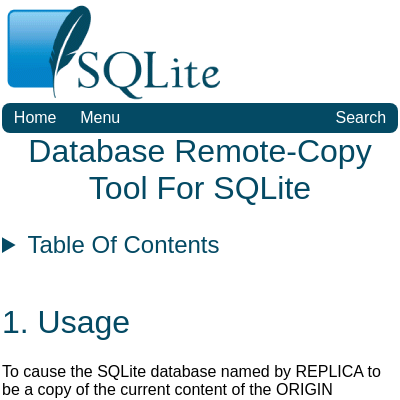 SQLite
Home Menu Search
Database Remote-Copy
Tool For SQLite
Table Of Contents
1. Usage
To cause the SQLite database named by REPLICA to
be a copy of the current content of the ORIGIN